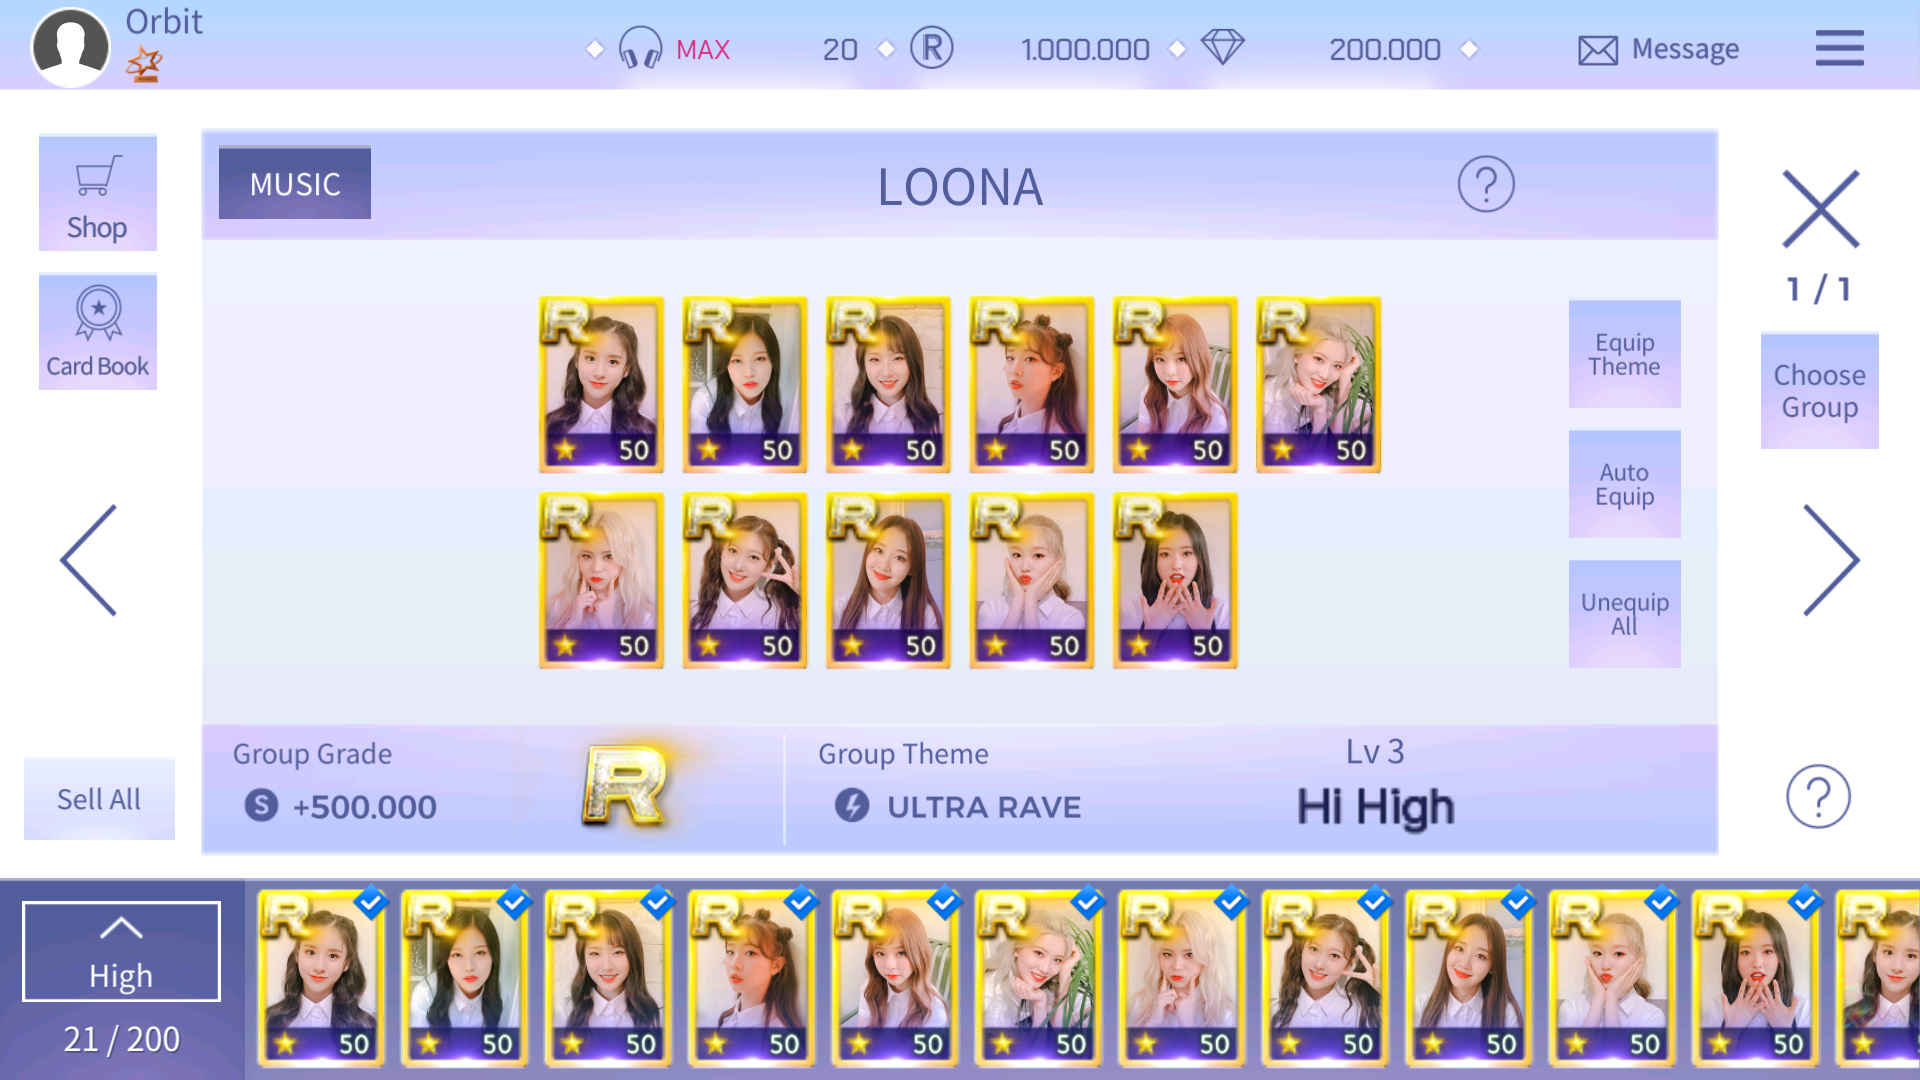 Orbit
MAX
20
R
1.000.000
200.000
Message
Shop
Card Book
MUSIC
LOONA
?
1 / 1
Choose
Group
Equip
Theme
Auto
Equip
Unequip
All
R R R R R R
50 50 50 50 50 50
R R R R R
50 50 50 50 50
Sell All
Group Grade
S +500.000
R
Group Theme
ULTRA RAVE
Lv 3
Hi High
?
High
21 / 200
R R R R R R R R R R R R
50 50 50 50 50 50 50 50 50 50 50